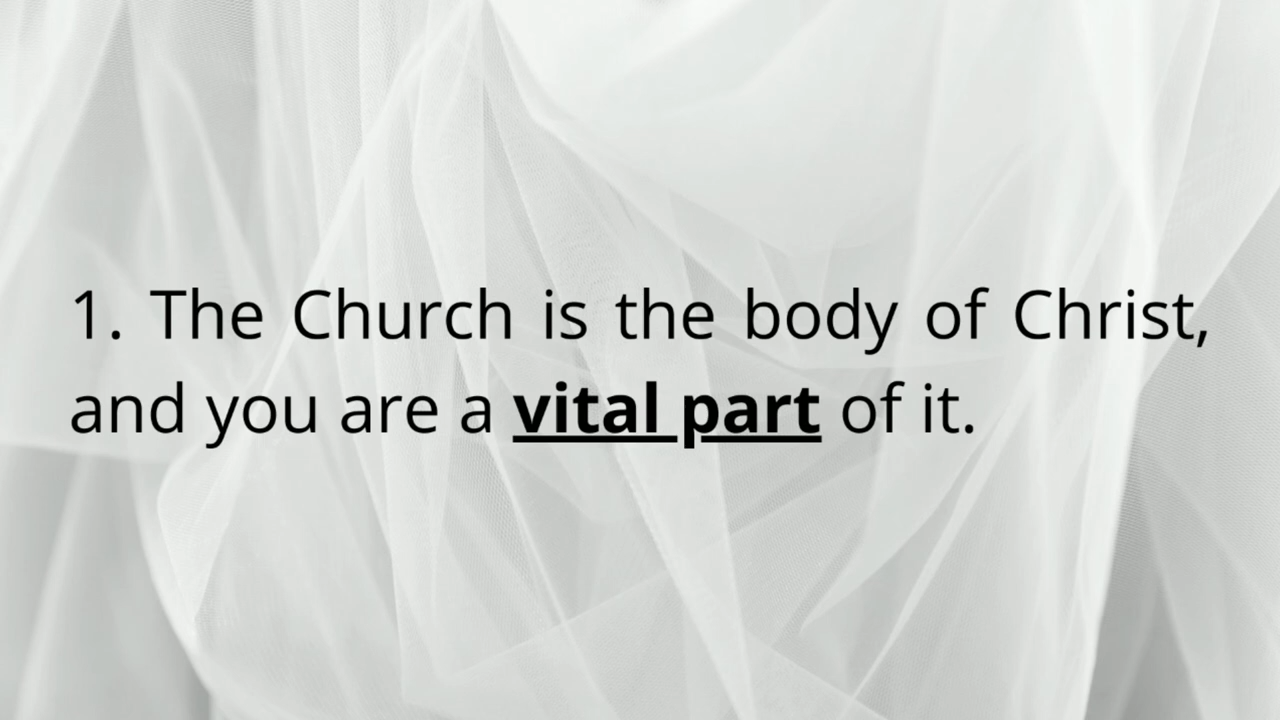 1. The Church is the body of Christ,
and you are a vital part of it.